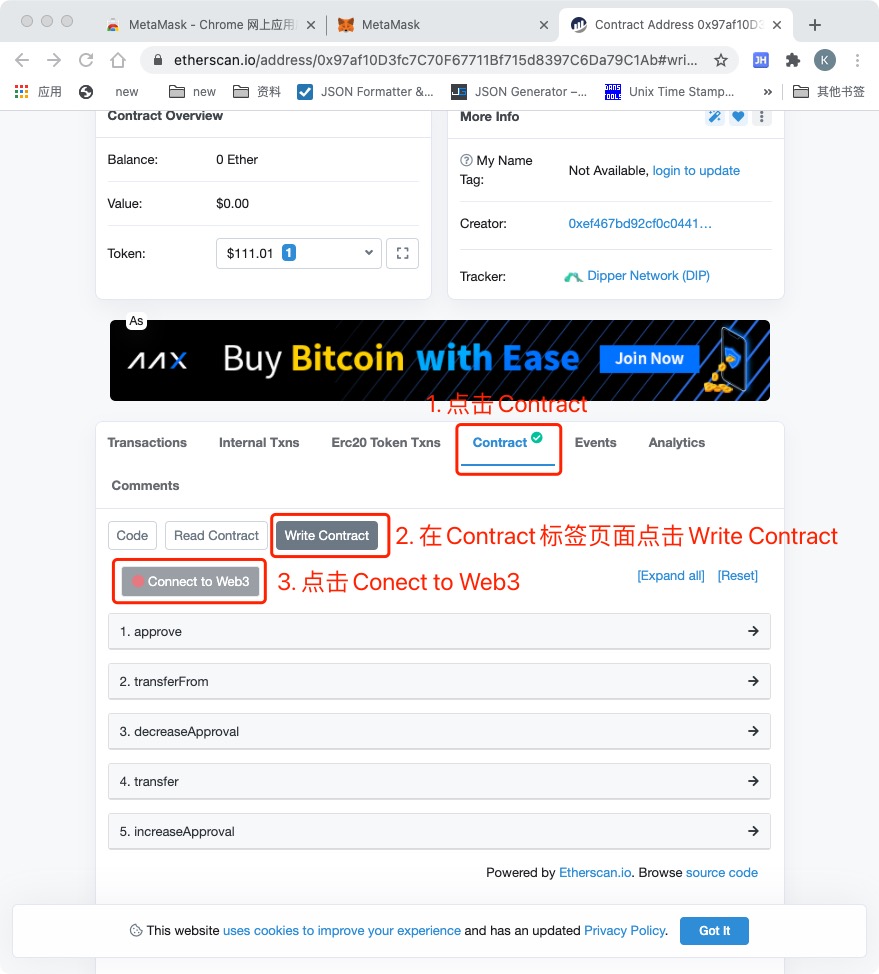 MetaMask - Chrome 网上应用
MetaMask
Contract Address 0x97af10D3
etherscan.io/address/0x97af10D3fc7C70F67711Bf715d8397C6Da79C1Ab#wri...
JH
K
应用
new
new
资料
JSON Formatter &...
JSON Generator –...
Unix Time Stamp...
»
其他书签
Contract Overview
More Info
Balance:
0 Ether
My Name Tag:
Not Available, login to update
Value:
$0.00
Creator:
0xef467bd92cf0c0441...
Token:
$111.01 1
Tracker:
Dipper Network (DIP)
As
AAX
Buy Bitcoin with Ease
Join Now
1. 点击 Contract
Transactions
Internal Txns
Erc20 Token Txns
Contract
Events
Analytics
Comments
Code
Read Contract
Write Contract
2. 在 Contract 标签页面点击 Write Contract
Connect to Web3
3. 点击 Conect to Web3
[Expand all]
[Reset]
1. approve
2. transferFrom
3. decreaseApproval
4. transfer
5. increaseApproval
Powered by Etherscan.io. Browse source code
This website uses cookies to improve your experience and has an updated Privacy Policy.
Got It